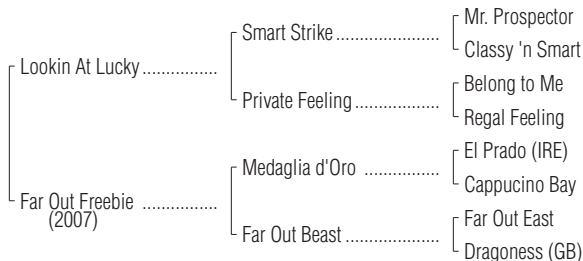 Mr. Prospector
Smart Strike ....................
Classy 'n Smart
Lookin At Lucky ...............
Belong to Me
Private Feeling ....................
Regal Feeling
El Prado (IRE)
Medaglia d'Oro ..................
Cappucino Bay
Far Out Freebie ...............
(2007)
Far Out East
Far Out Beast .....................
Dragoness (GB)